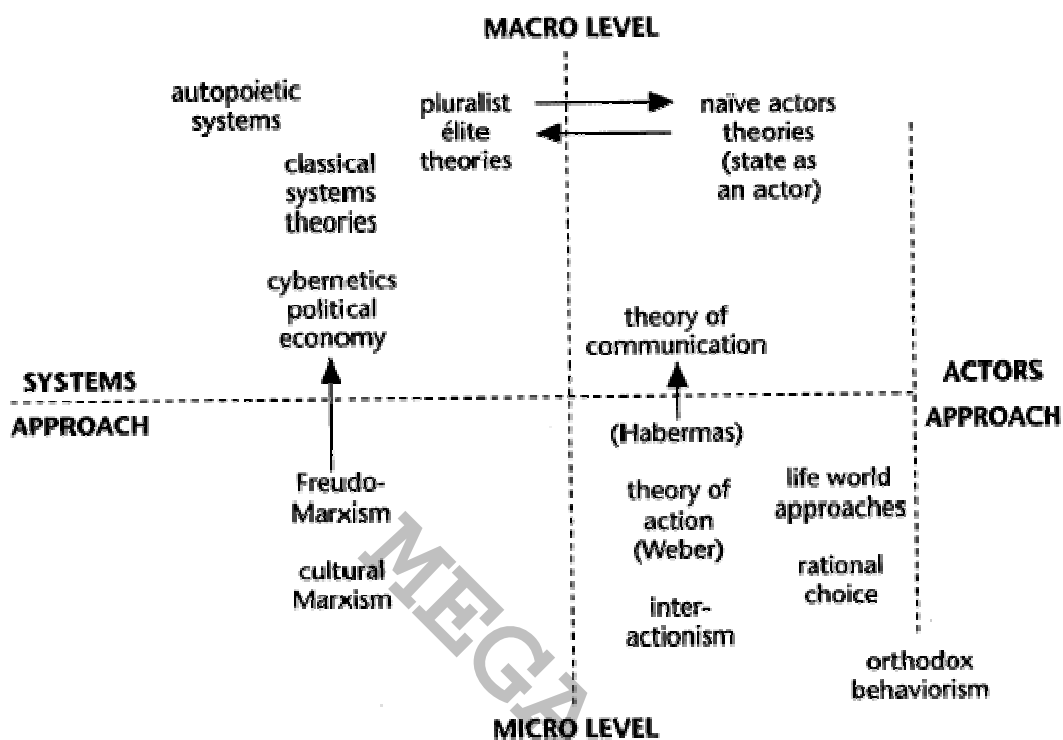 MACRO LEVEL
autopoietic
systems
pluralist
élite
theories
naïve actors
theories
(state as
an actor)
classical
systems
theories
cybernetics
political
economy
theory of
communication
SYSTEMS
APPROACH
ACTORS
APPROACH
(Habermas)
Freudo-
Marxism
theory of
action
(Weber)
life world
approaches
cultural
Marxism
rational
choice
inter-
actionism
orthodox
behaviorism
MEGA
MICRO LEVEL